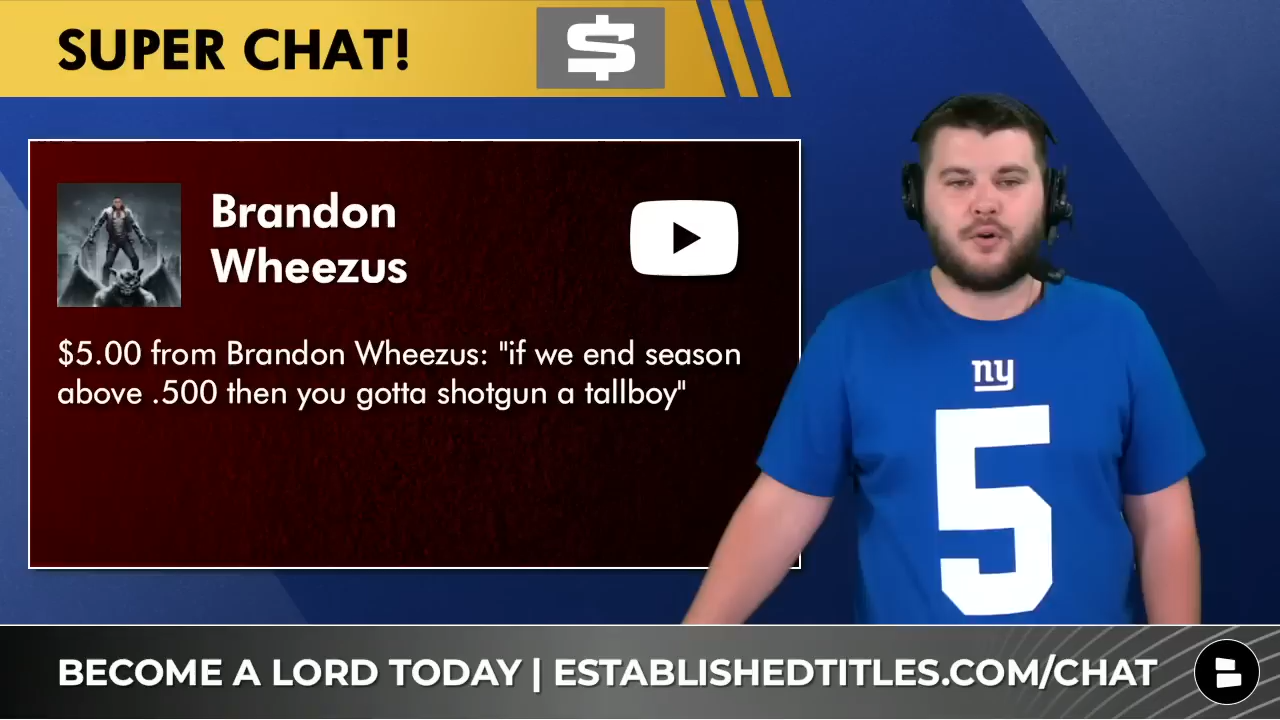 SUPER CHAT!
$
Brandon
Wheezus
$5.00 from Brandon Wheezus: "if we end season
above .500 then you gotta shotgun a tallboy"
ny
5
BECOME A LORD TODAY | ESTABLISHEDTITLES.COM/CHAT